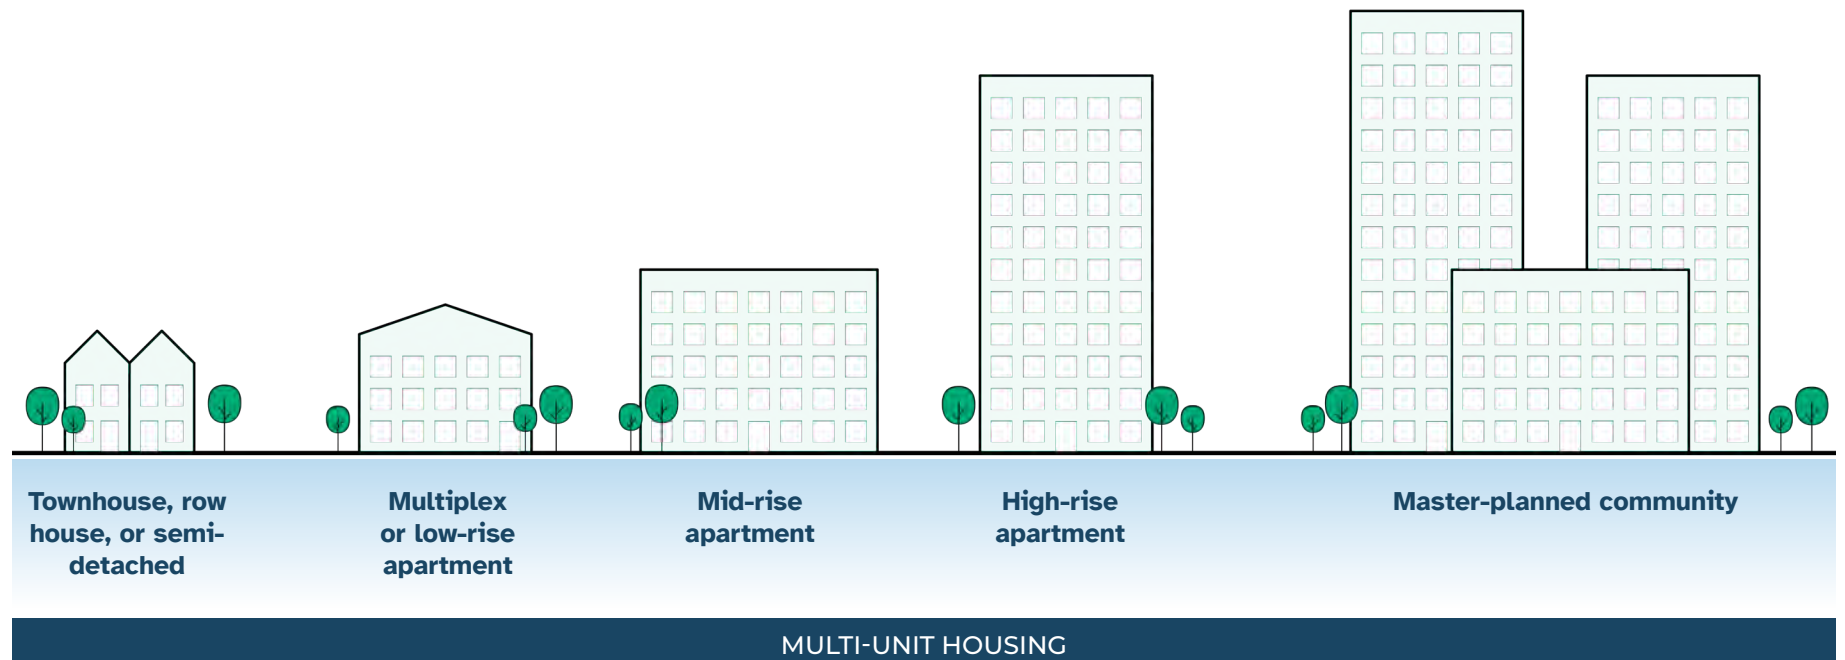 Townhouse, row
house, or semi-
detached
Multiplex
or low-rise
apartment
Mid-rise
apartment
High-rise
apartment
Master-planned community
MULTI-UNIT HOUSING